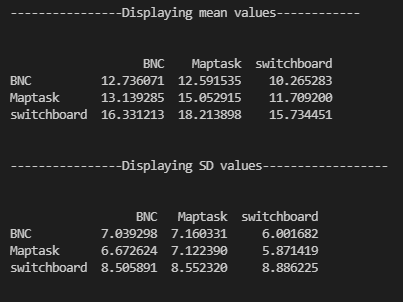 ----------------Displaying mean values------------
BNC Maptask switchboard
BNC 12.736071 12.591535 10.265283
Maptask 13.139285 15.052915 11.709200
switchboard 16.331213 18.213898 15.734451
----------------Displaying SD values------------------
BNC Maptask switchboard
BNC 7.039298 7.160331 6.001682
Maptask 6.672624 7.122390 5.871419
switchboard 8.505891 8.552320 8.886225